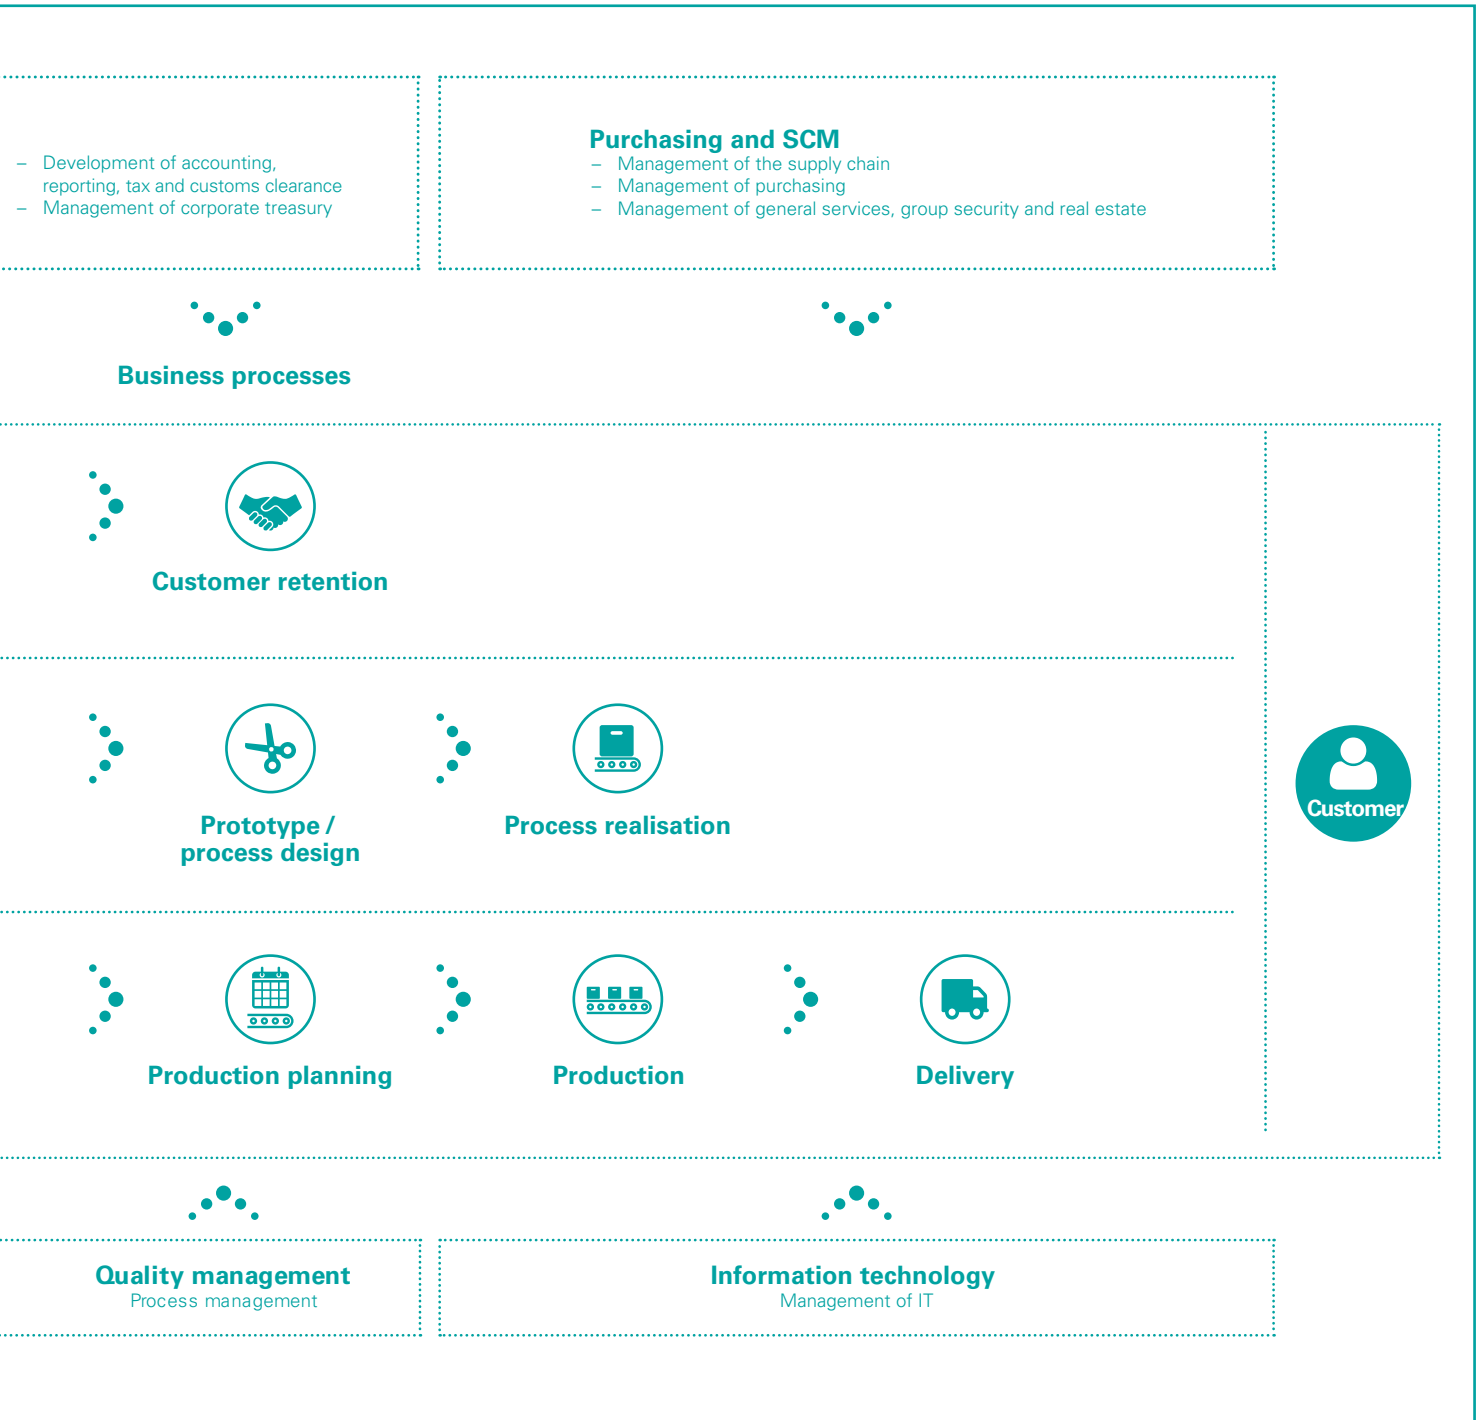 – Development of accounting,
reporting, tax and customs clearance
– Management of corporate treasury
Purchasing and SCM
– Management of the supply chain
– Management of purchasing
– Management of general services, group security and real estate
Business processes
Customer retention
Prototype /
process design
Process realisation
Customer
Production planning
Production
Delivery
Quality management
Process management
Information technology
Management of IT